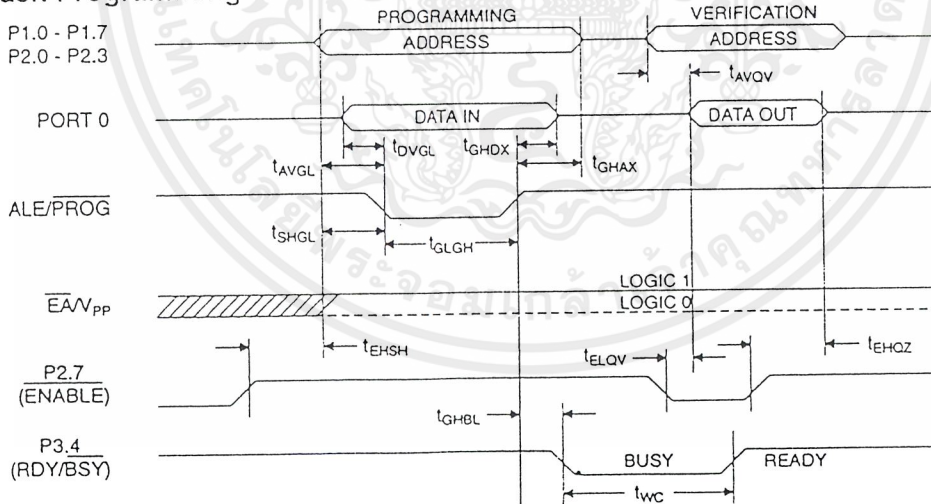 PROGRAMMING
VERIFICATION
P1.0 - P1.7
P2.0 - P2.3
ADDRESS
ADDRESS
tAVQV
PORT 0
DATA IN
DATA OUT
tDVGL
tGHDX
tAVGL
tGHAX
ALE/PROG
tSHGL
tGLGH
LOGIC 1
EA/VPP
LOGIC 0
tEHSH
tELQV
tEHQZ
P2.7
(ENABLE)
tGHBL
P3.4
(RDY/BSY)
BUSY
READY
tWC